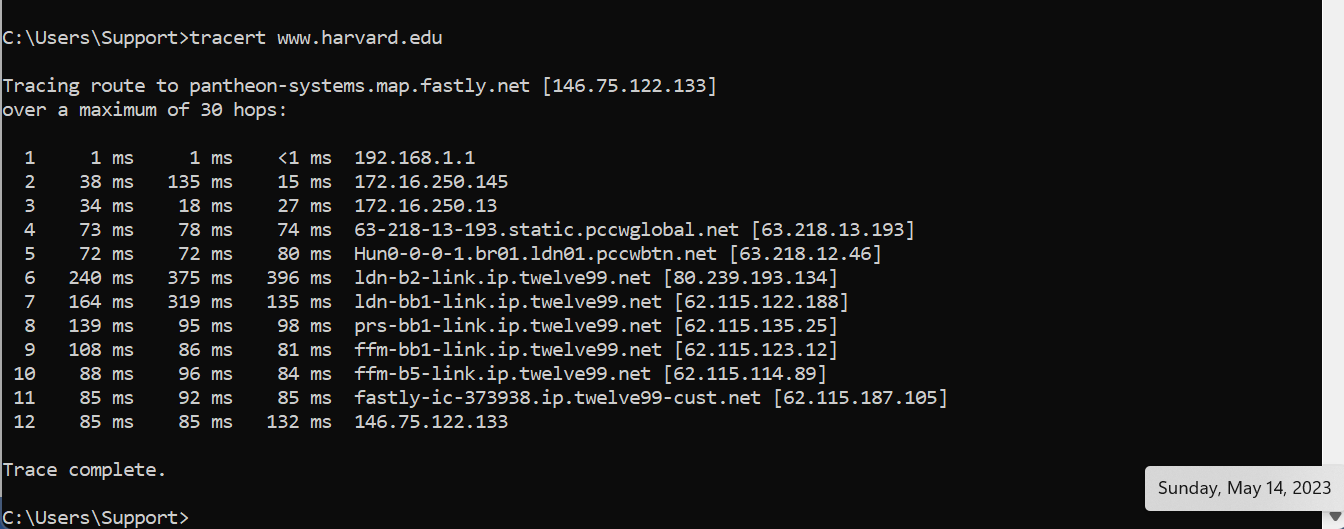 C:\Users\Support>tracert www.harvard.edu
Tracing route to pantheon-systems.map.fastly.net [146.75.122.133]
over a maximum of 30 hops:
1 1 ms 1 ms <1 ms 192.168.1.1
2 38 ms 135 ms 15 ms 172.16.250.145
3 34 ms 18 ms 27 ms 172.16.250.13
4 73 ms 78 ms 74 ms 63-218-13-193.static.pccwglobal.net [63.218.13.193]
5 72 ms 72 ms 80 ms Hun0-0-0-1.br01.ldn01.pccwbtn.net [63.218.12.46]
6 240 ms 375 ms 396 ms ldn-b2-link.ip.twelve99.net [80.239.193.134]
7 164 ms 319 ms 135 ms ldn-bb1-link.ip.twelve99.net [62.115.122.188]
8 139 ms 95 ms 98 ms prs-bb1-link.ip.twelve99.net [62.115.135.25]
9 108 ms 86 ms 81 ms ffm-bb1-link.ip.twelve99.net [62.115.123.12]
10 88 ms 96 ms 84 ms ffm-b5-link.ip.twelve99.net [62.115.114.89]
11 85 ms 92 ms 85 ms fastly-ic-373938.ip.twelve99-cust.net [62.115.187.105]
12 85 ms 85 ms 132 ms 146.75.122.133
Trace complete.
Sunday, May 14, 2023
C:\Users\Support>